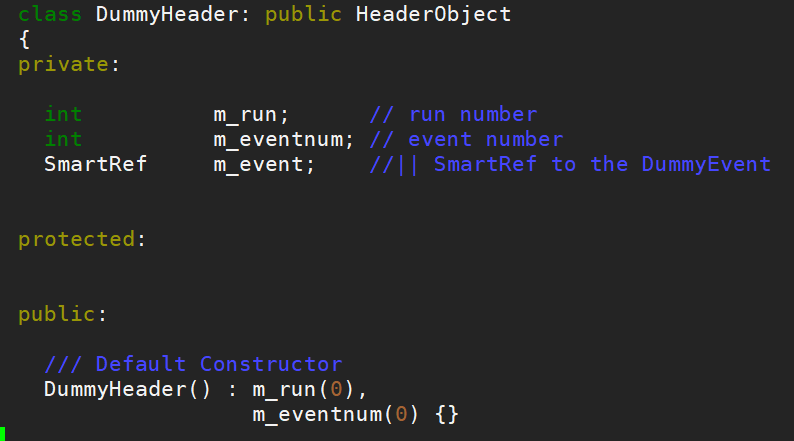 class DummyHeader: public HeaderObject
{
private:
int m_run; // run number
int m_eventnum; // event number
SmartRef m_event; //|| SmartRef to the DummyEvent
protected:
public:
/// Default Constructor
DummyHeader() : m_run(0),
m_eventnum(0) {}